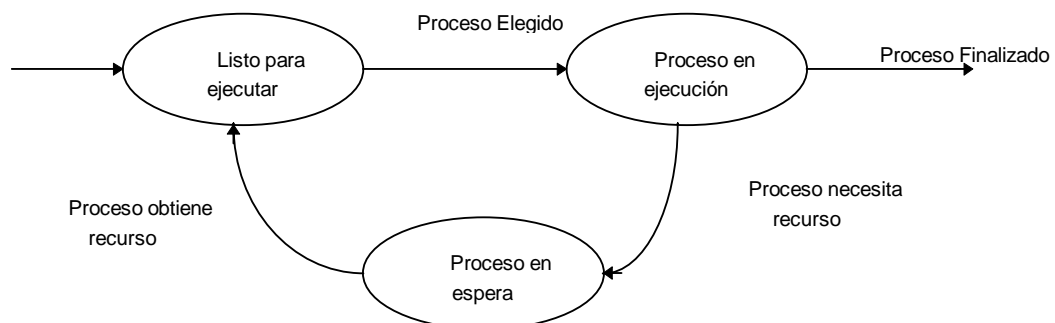 Proceso Elegido
Listo para
ejecutar
Proceso en
ejecución
Proceso Finalizado
Proceso obtiene
recurso
Proceso necesita
recurso
Proceso en
espera